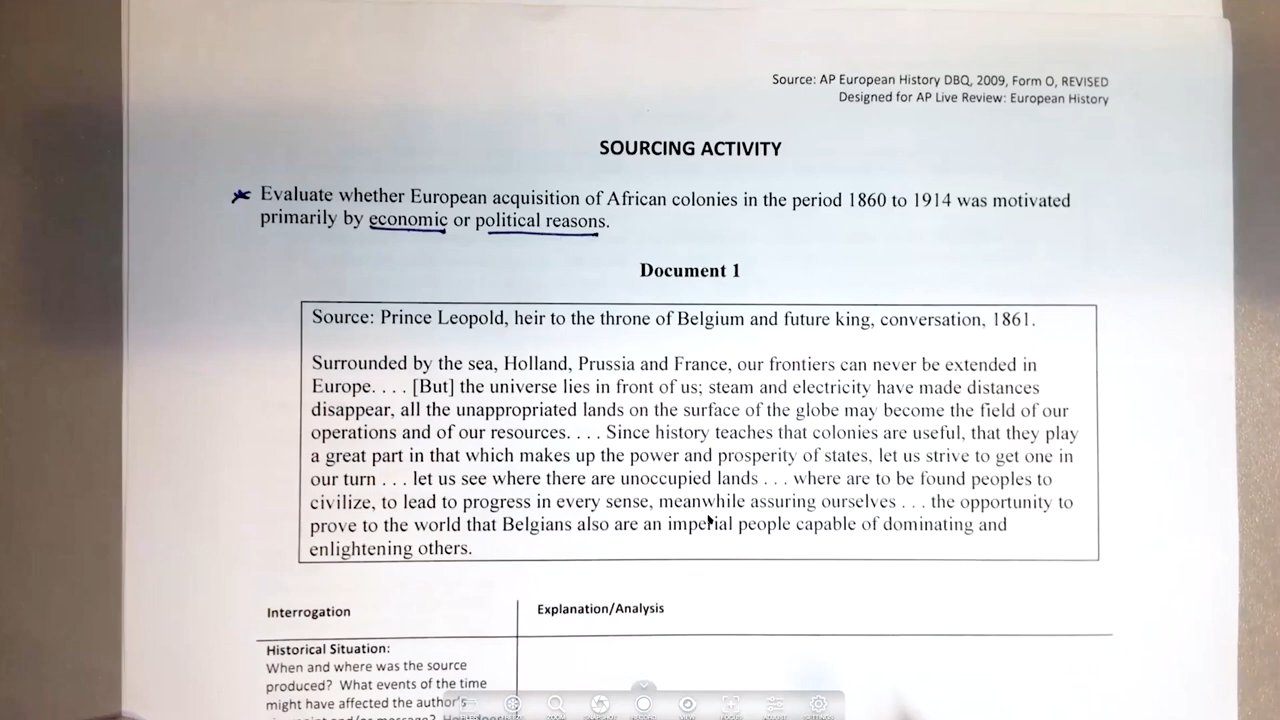 Source: AP European History DBQ, 2009, Form O, REVISED
Designed for AP Live Review: European History
SOURCING ACTIVITY
Evaluate whether European acquisition of African colonies in the period 1860 to 1914 was motivated
primarily by economic or political reasons.
Document 1
Source: Prince Leopold, heir to the throne of Belgium and future king, conversation, 1861.
Surrounded by the sea, Holland, Prussia and France, our frontiers can never be extended in
Europe. . . . [But] the universe lies in front of us; steam and electricity have made distances
disappear, all the unappropriated lands on the surface of the globe may become the field of our
operations and of our resources. . . . Since history teaches that colonies are useful, that they play
a great part in that which makes up the power and prosperity of states, let us strive to get one in
our turn . . . let us see where there are unoccupied lands . . . where are to be found peoples to
civilize, to lead to progress in every sense, meanwhile assuring ourselves . . . the opportunity to
prove to the world that Belgians also are an imperial people capable of dominating and
enlightening others.
Interrogation
Explanation/Analysis
Historical Situation:
When and where was the source
produced? What events of the time
might have affected the author's